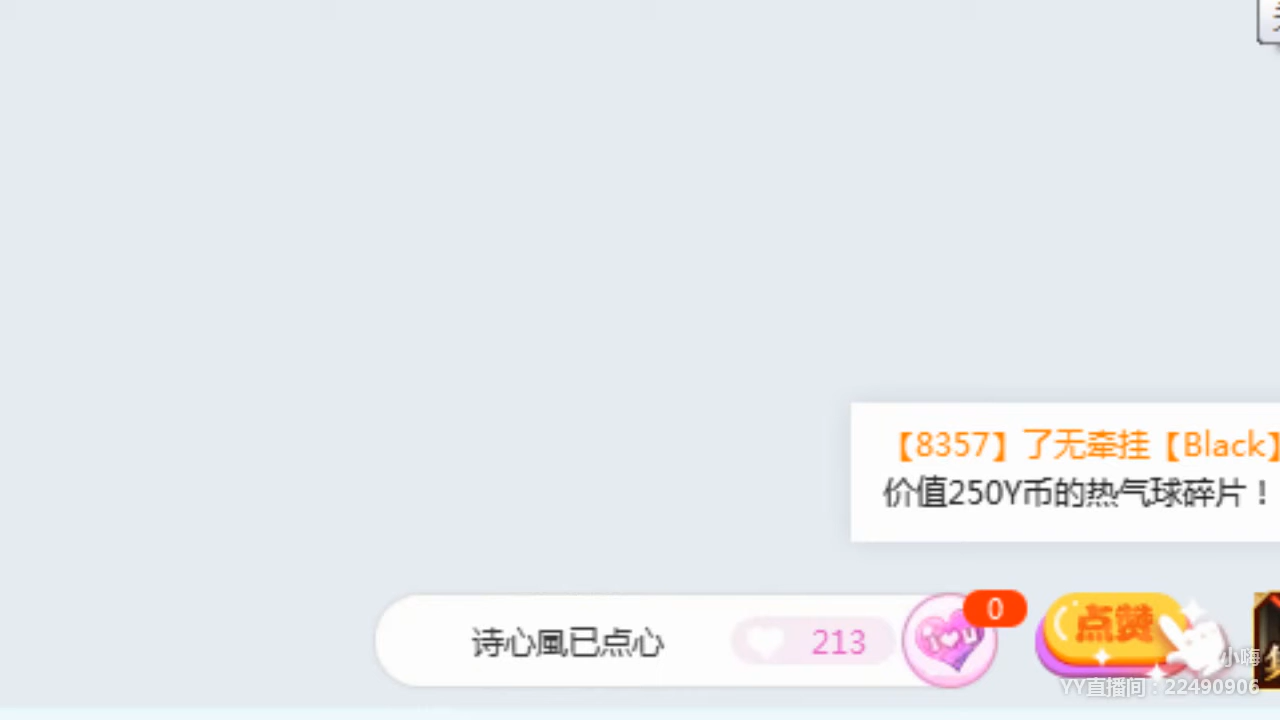 【8357】了无牵挂【Black】
价值250Y币的热气球碎片！
0
诗心風已点心
213
i u
点赞
小嗨
YY直播间：22490906